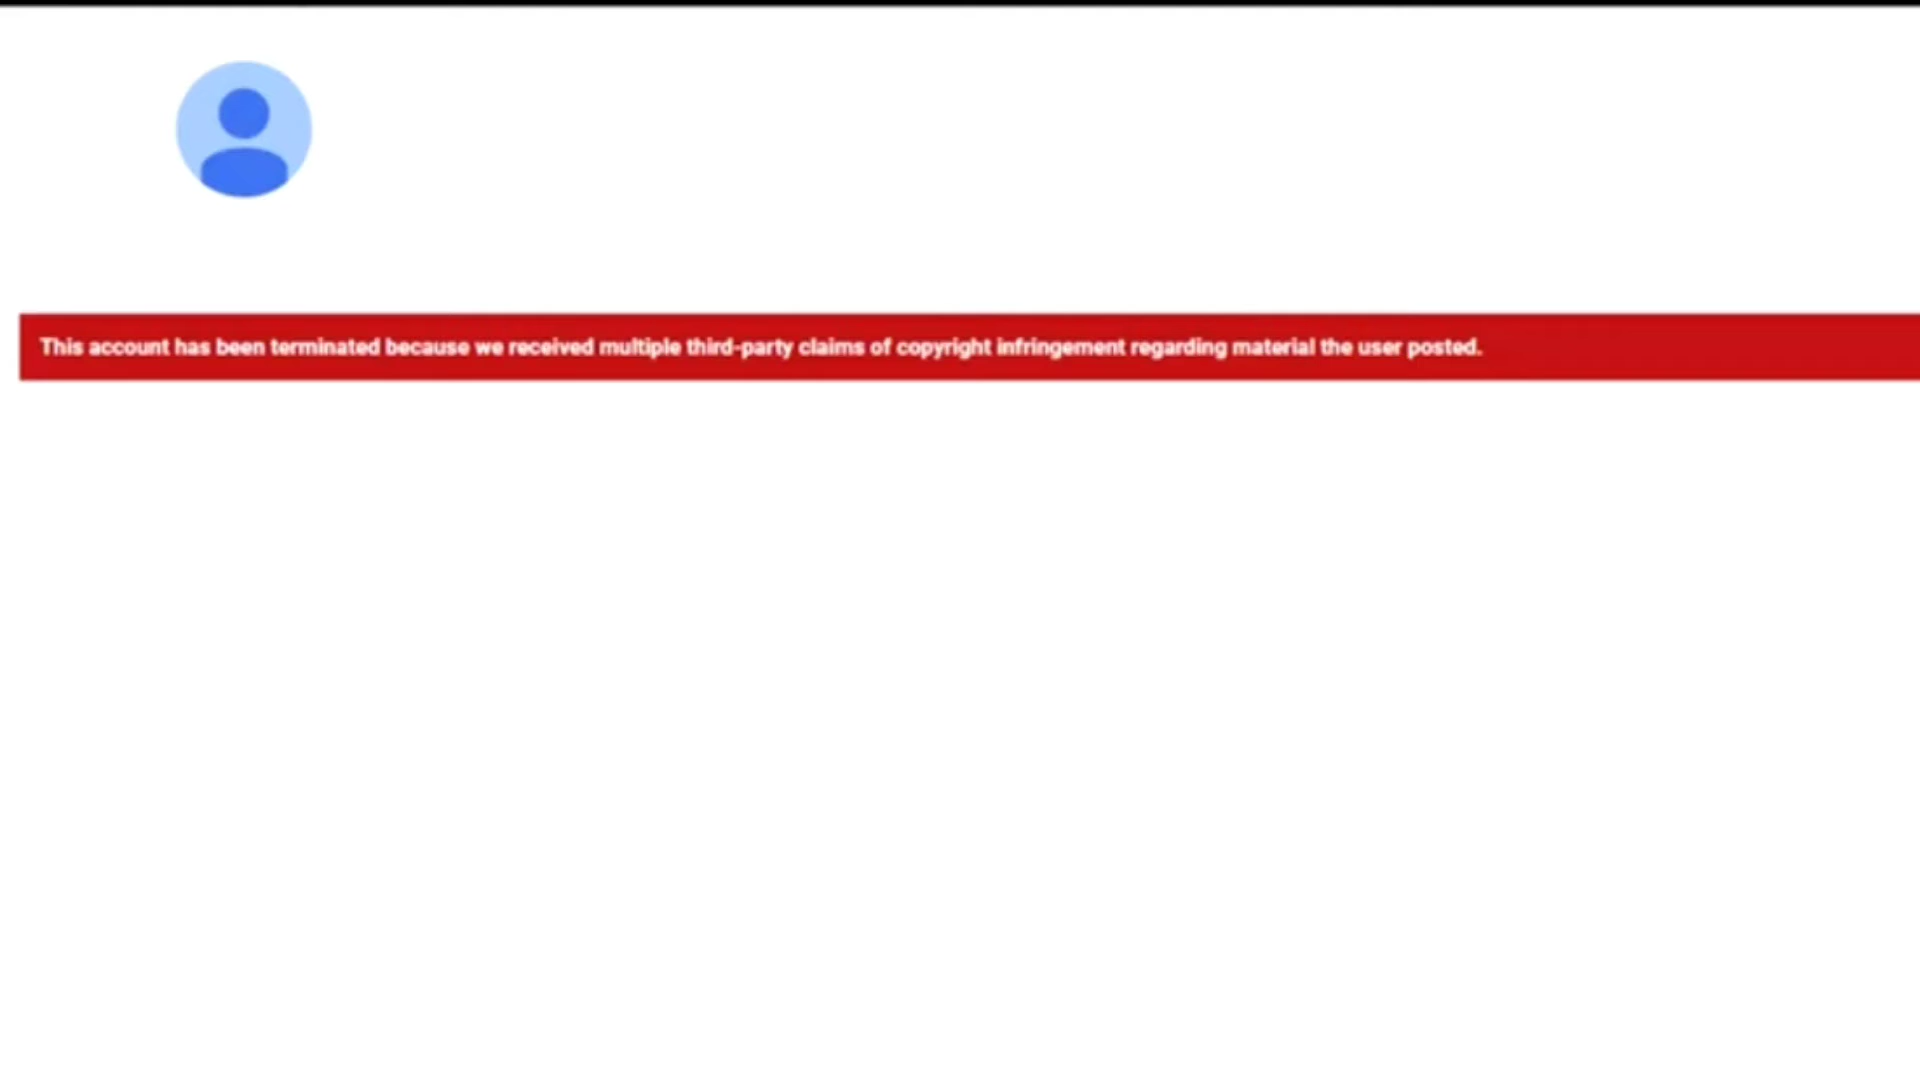 This account has been terminated because we received multiple third-party claims of copyright infringement regarding material the user posted.